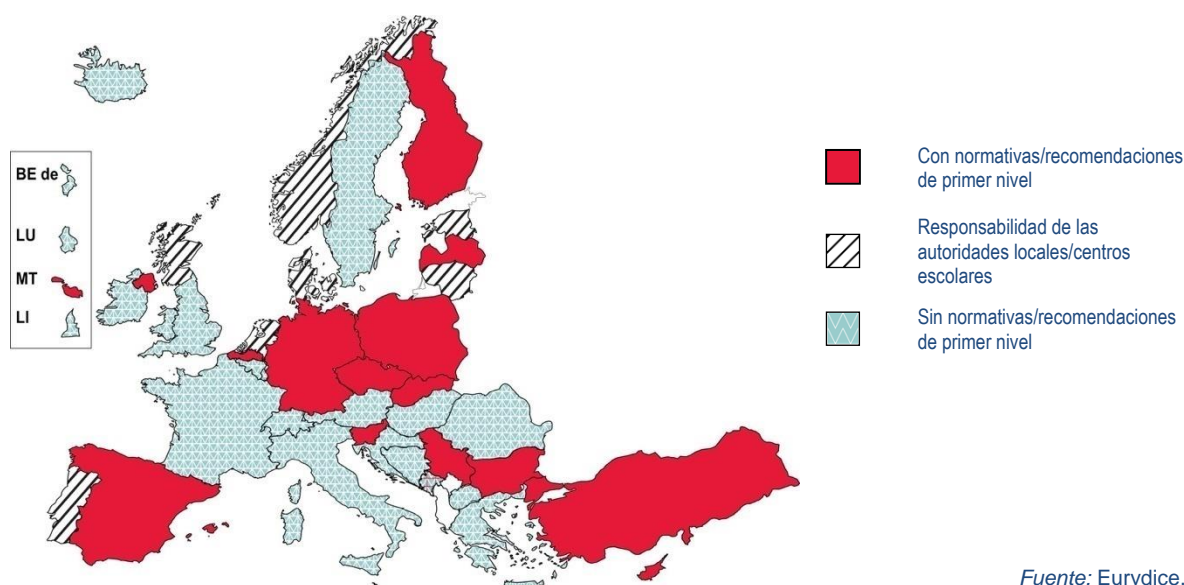 BE de
LU
MT
LI
Con normativas/recomendaciones
de primer nivel
Responsabilidad de las
autoridades locales/centros
escolares
Sin normativas/recomendaciones
de primer nivel
Fuente: Eurydice.